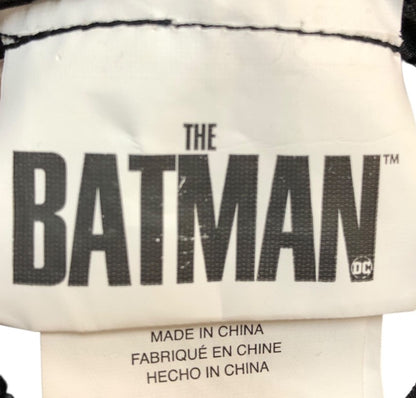 THE
BATMAN™
DC
MADE IN CHINA
FABRIQUÉ EN CHINE
HECHO IN CHINA